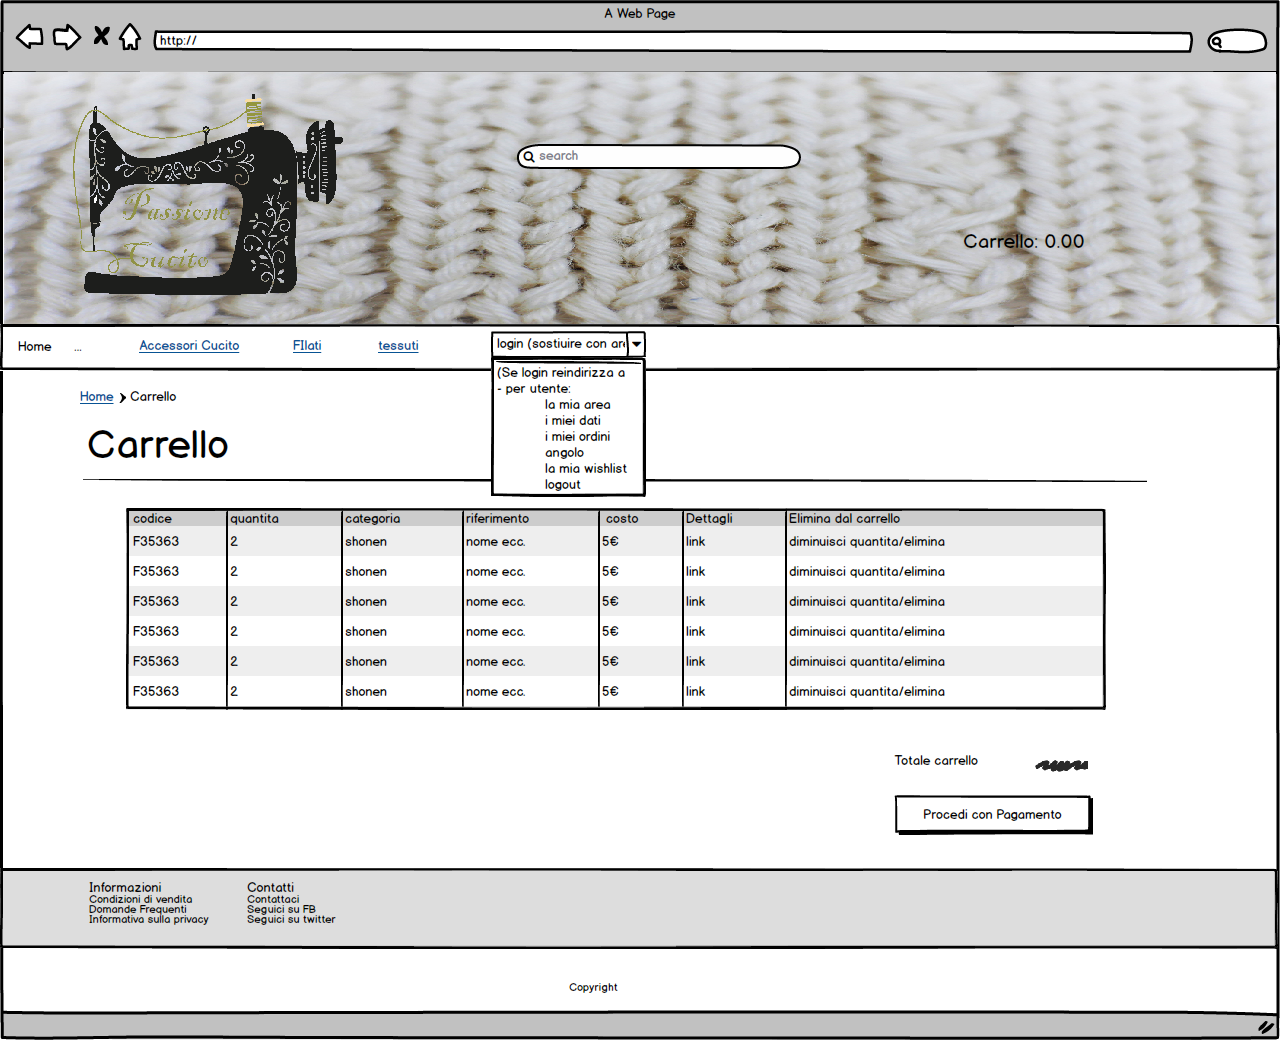 A Web Page
http://
search
Passione
Cucito
Carrello: 0.00
Home ... Accessori Cucito FIlati tessuti login (sostiuire con are
(Se login reindirizza a
- per utente:
la mia area
i miei dati
i miei ordini
angolo
la mia wishlist
logout
Home Carrello
Carrello
codice quantita categoria riferimento costo Dettagli Elimina dal carrello
F35363 2 shonen nome ecc. 5€ link diminuisci quantita/elimina
F35363 2 shonen nome ecc. 5€ link diminuisci quantita/elimina
F35363 2 shonen nome ecc. 5€ link diminuisci quantita/elimina
F35363 2 shonen nome ecc. 5€ link diminuisci quantita/elimina
F35363 2 shonen nome ecc. 5€ link diminuisci quantita/elimina
F35363 2 shonen nome ecc. 5€ link diminuisci quantita/elimina
Totale carrello
Procedi con Pagamento
Informazioni
Condizioni di vendita
Domande Frequenti
Informativa sulla privacy
Contatti
Contattaci
Seguici su FB
Seguici su twitter
Copyright